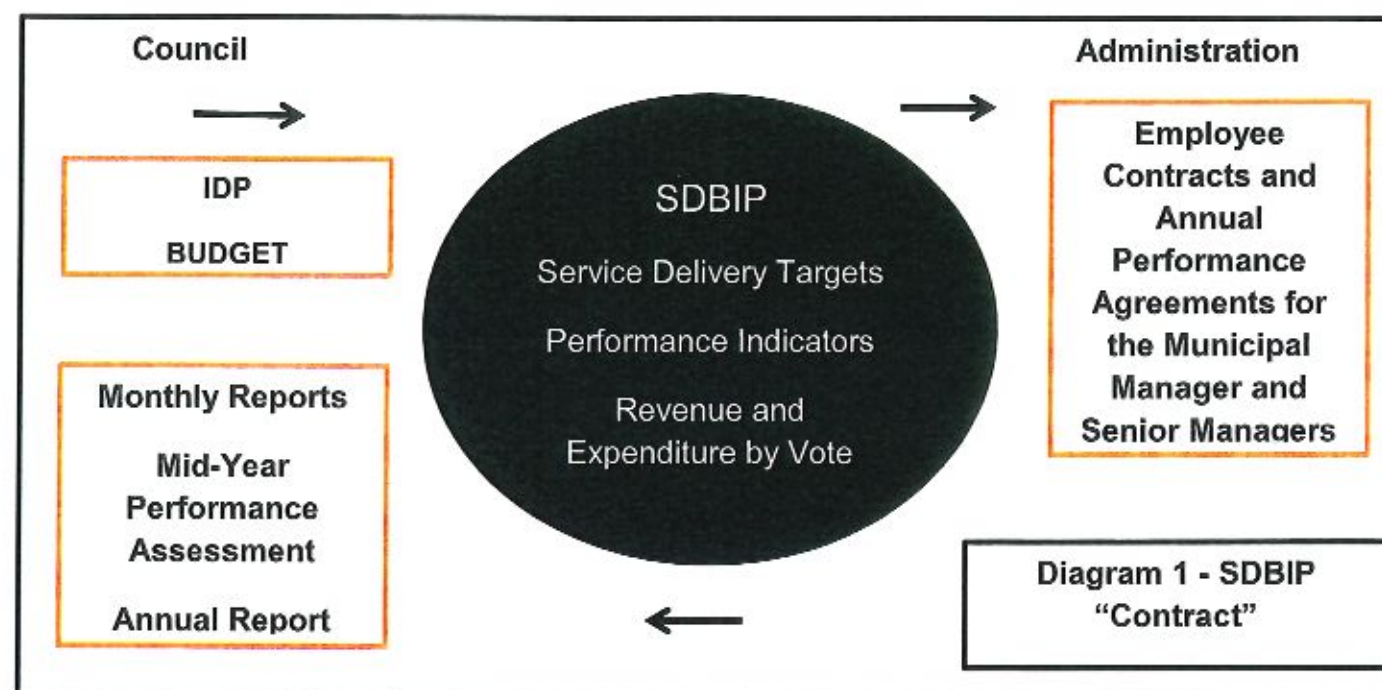 Council
IDP
BUDGET
Monthly Reports
Mid-Year
Performance
Assessment
Annual Report
SDBIP
Service Delivery Targets
Performance Indicators
Revenue and
Expenditure by Vote
Administration
Employee
Contracts and
Annual
Performance
Agreements for
the Municipal
Manager and
Senior Managers
Diagram 1 - SDBIP
“Contract”